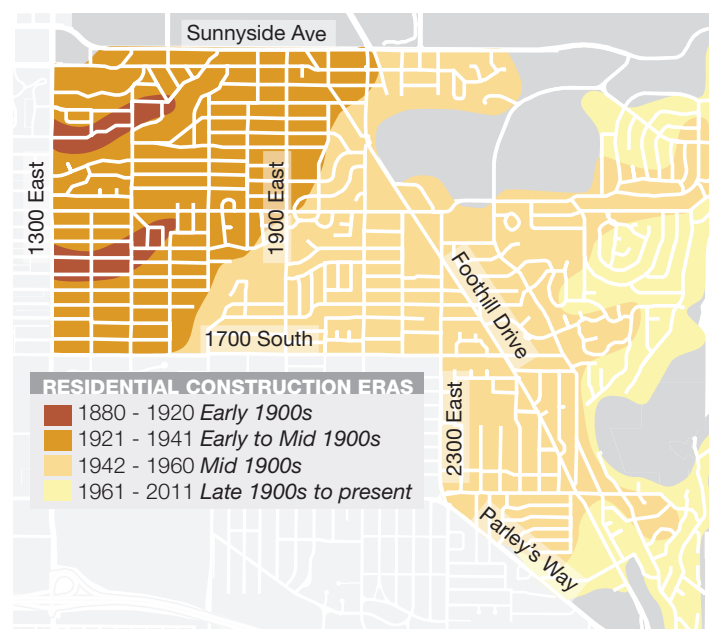 Sunnyside Ave
1300 East
1900 East
Foothill Drive
1700 South
2300 East
RESIDENTIAL CONSTRUCTION ERAS
1880 - 1920 Early 1900s
1921 - 1941 Early to Mid 1900s
1942 - 1960 Mid 1900s
1961 - 2011 Late 1900s to present
Parley's Way